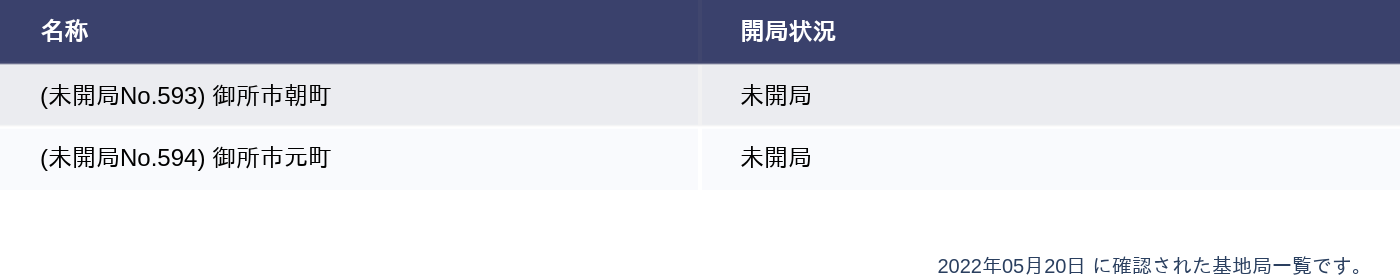 名称 開局状況
(未開局No.593) 御所市朝町 未開局
(未開局No.594) 御所市元町 未開局
2022年05月20日 に確認された基地局一覧です。